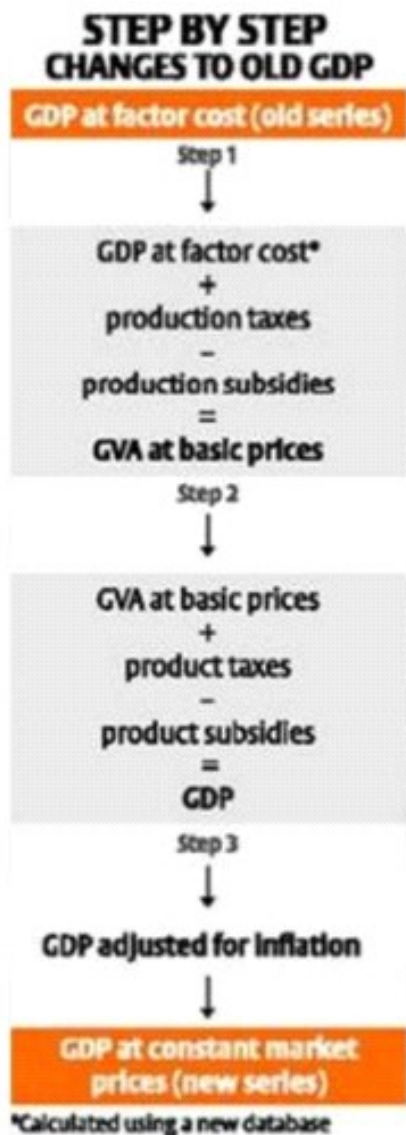 STEP BY STEP
CHANGES TO OLD GDP
GDP at factor cost (old series)
Step 1
GDP at factor cost*
+
production taxes
–
production subsidies
=
GVA at basic prices
Step 2
GVA at basic prices
+
product taxes
–
product subsidies
=
GDP
Step 3
GDP adjusted for inflation
GDP at constant market
prices (new series)
*Calculated using a new database